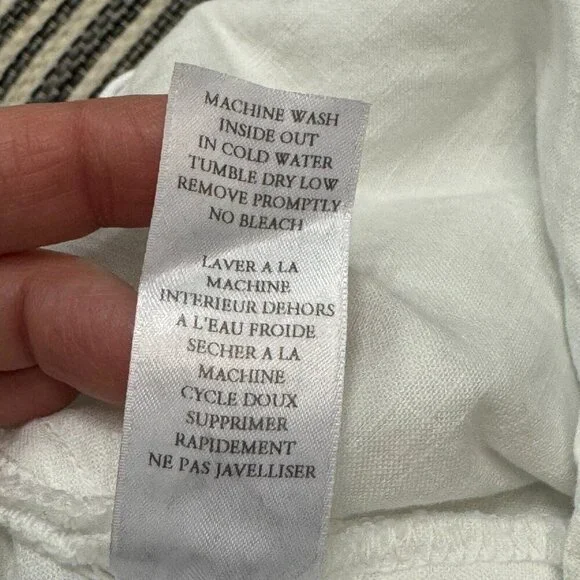 MACHINE WASH
INSIDE OUT
IN COLD WATER
TUMBLE DRY LOW
REMOVE PROMPTLY
NO BLEACH
LAVER A LA
MACHINE
INTERIEUR DEHORS
A L'EAU FROIDE
SECHER A LA
MACHINE
CYCLE DOUX
SUPPRIMER
RAPIDEMENT
NE PAS JAVELLISER